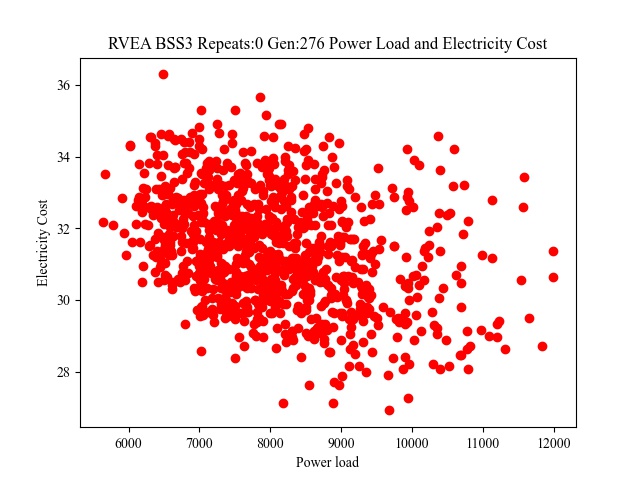 RVEA BSS3 Repeats:0 Gen:276 Power Load and Electricity Cost
36
34
32
30
28
Electricity Cost
6000 7000 8000 9000 10000 11000 12000
Power load